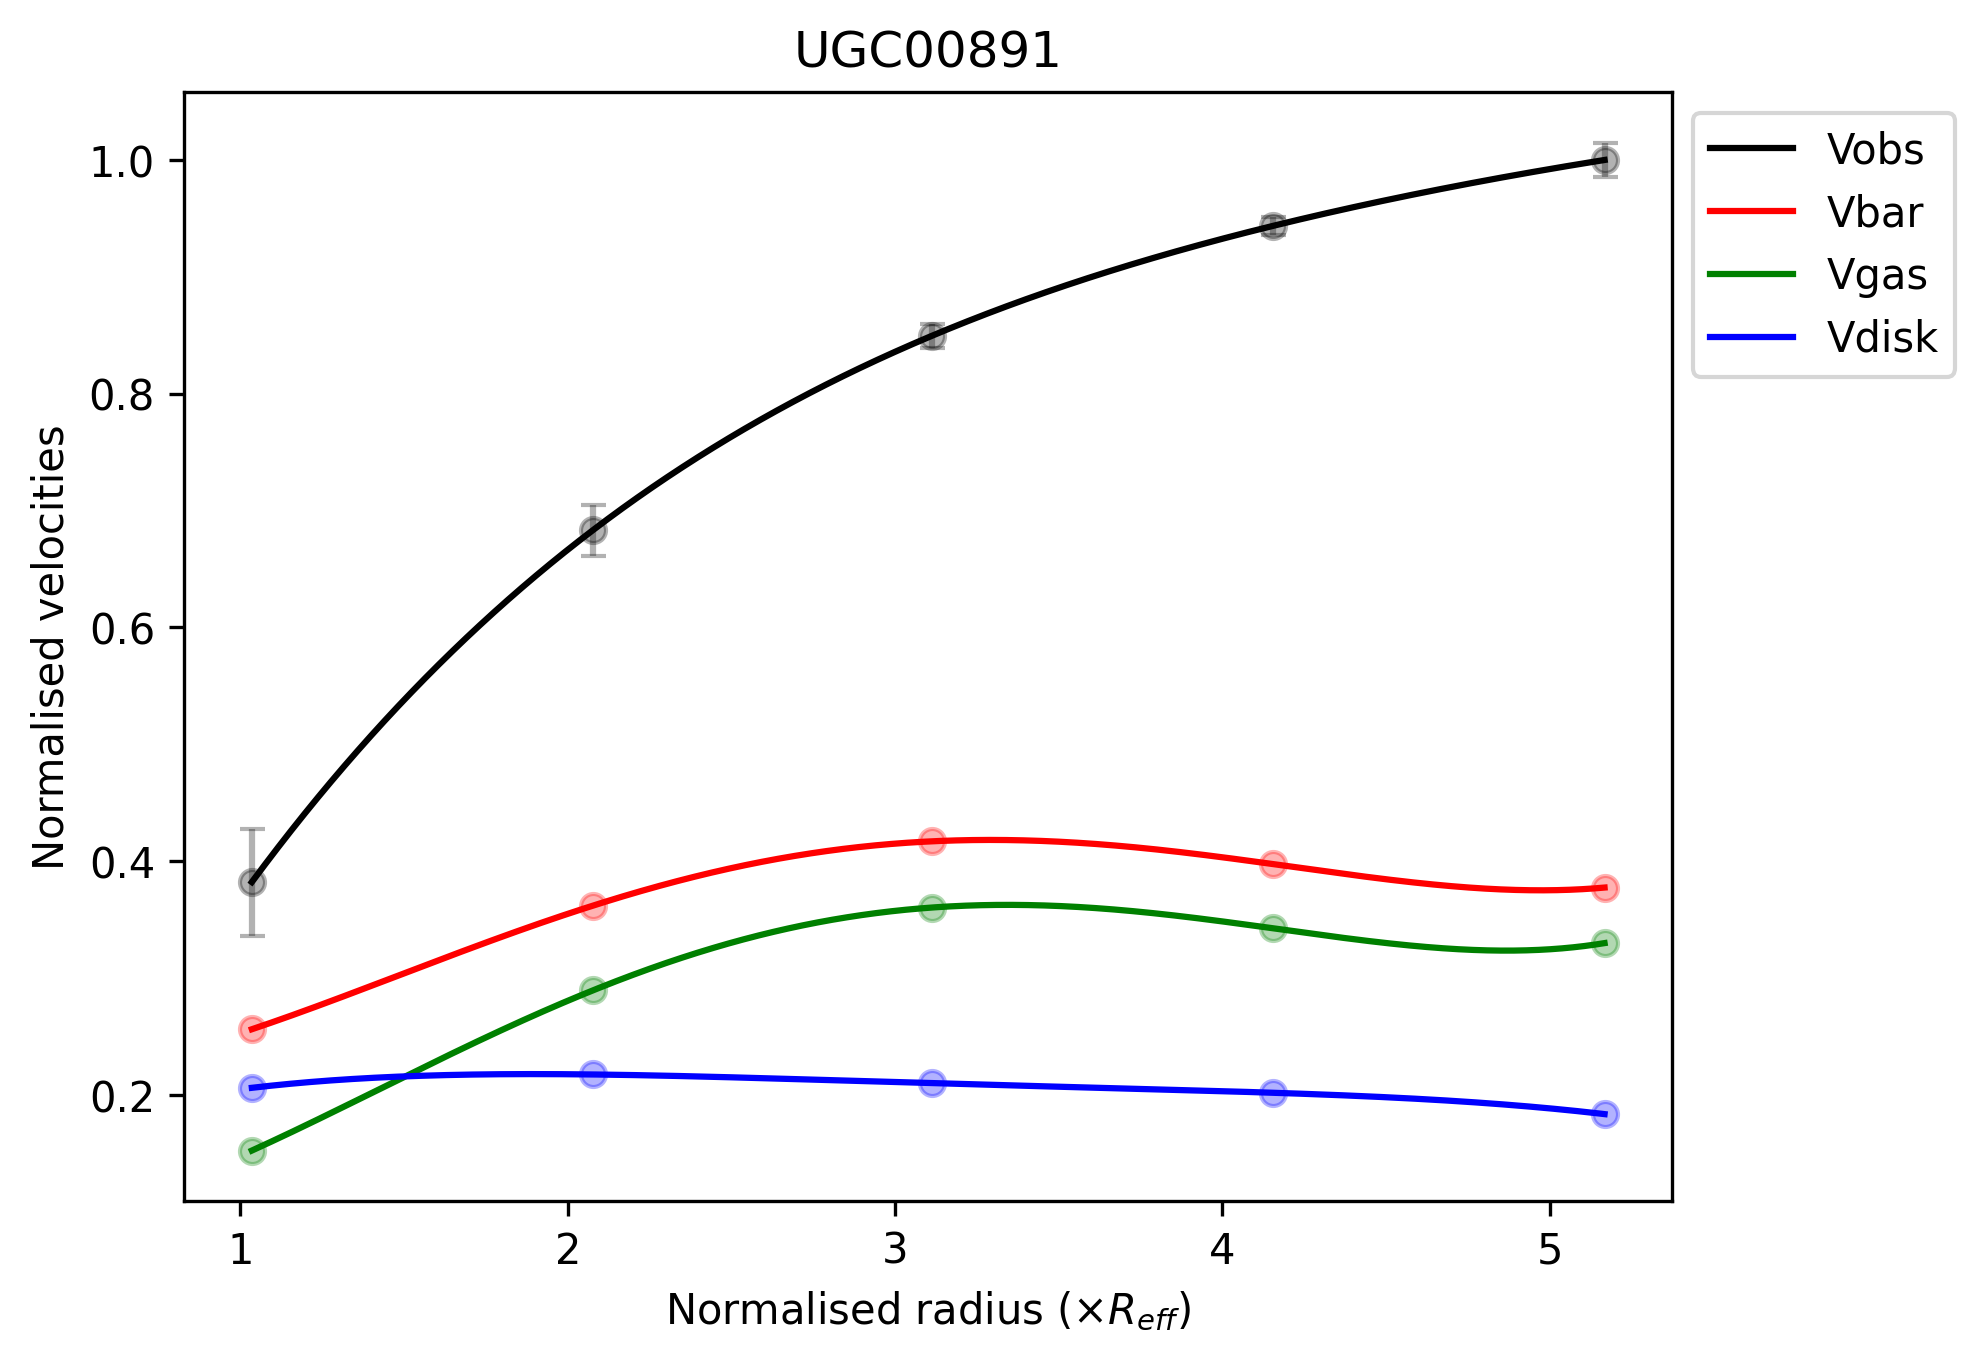 UGC00891
Normalised velocities
1.0
0.8
0.6
0.4
0.2
1 2 3 4 5
Normalised radius (×R_eff)
Vobs
Vbar
Vgas
Vdisk